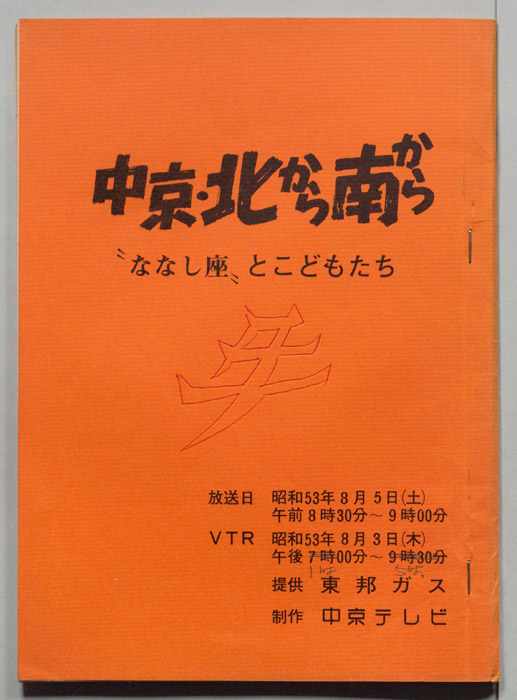 中京・北から南から
〝ななし座〟とこどもたち
放送日 昭和53年8月5日(土)
午前8時30分〜9時00分
VTR 昭和53年8月3日(木)
午後7時00分〜9時30分
1時 5時
提供 東邦ガス
制作 中京テレビ